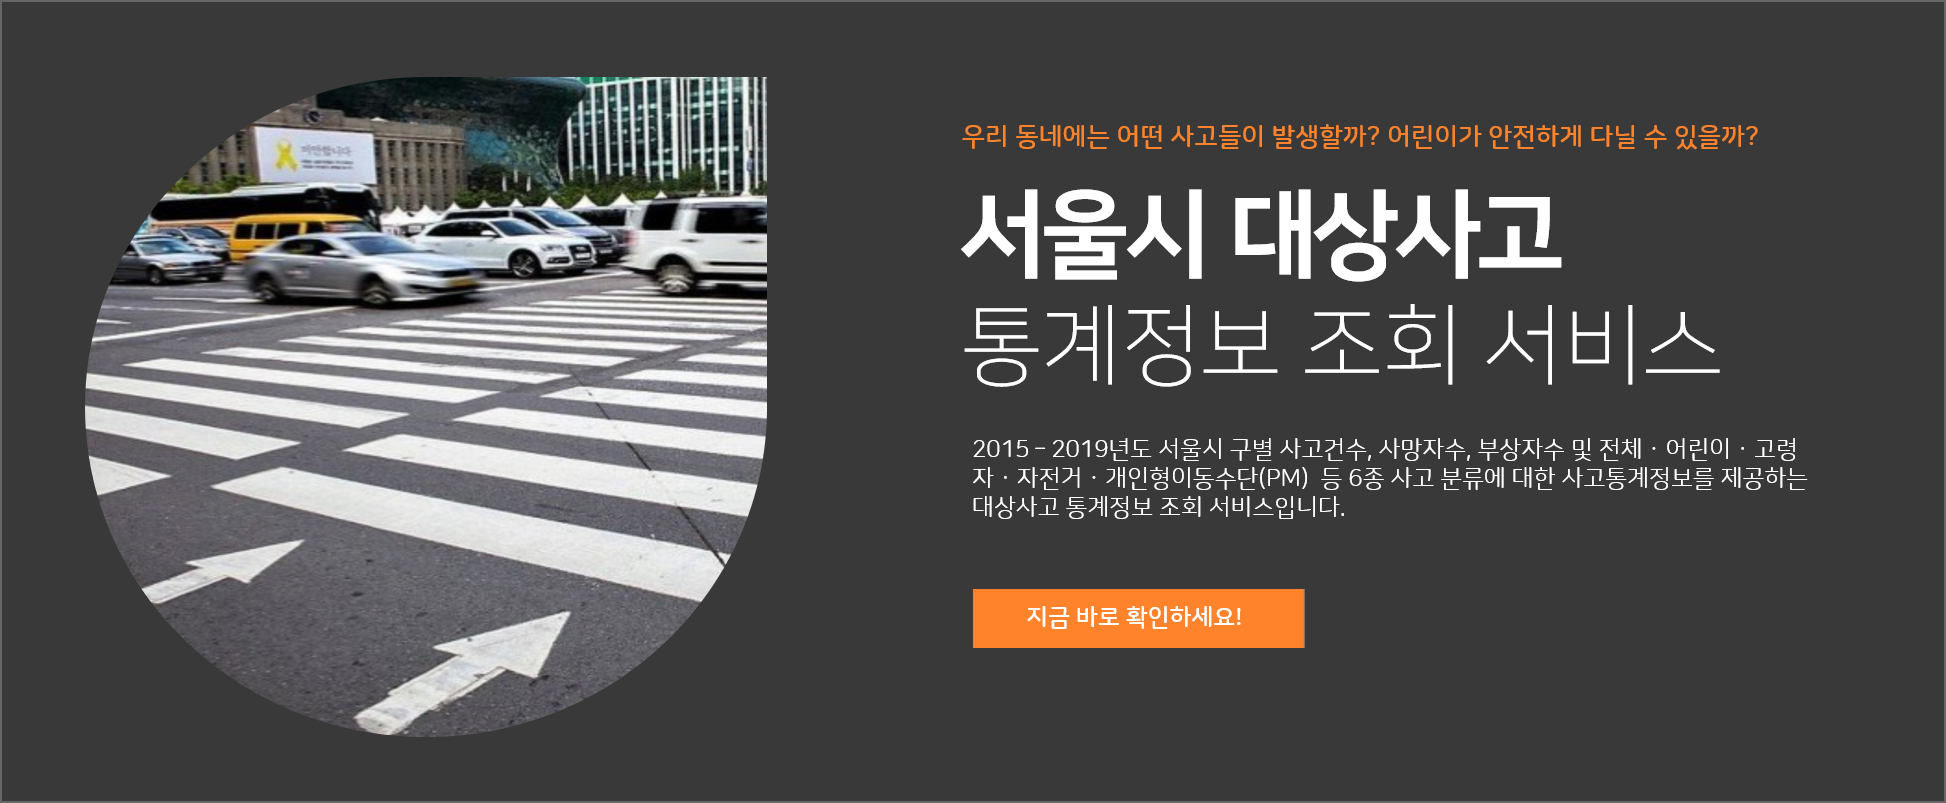 우리 동네에는 어떤 사고들이 발생할까? 어린이가 안전하게 다닐 수 있을까?
서울시 대상사고
통계정보 조회 서비스
2015 – 2019년도 서울시 구별 사고건수, 사망자수, 부상자수 및 전체 · 어린이 · 고령
자 · 자전거 · 개인형이동수단(PM) 등 6종 사고 분류에 대한 사고통계정보를 제공하는
대상사고 통계정보 조회 서비스입니다.
지금 바로 확인하세요!
미안합니다